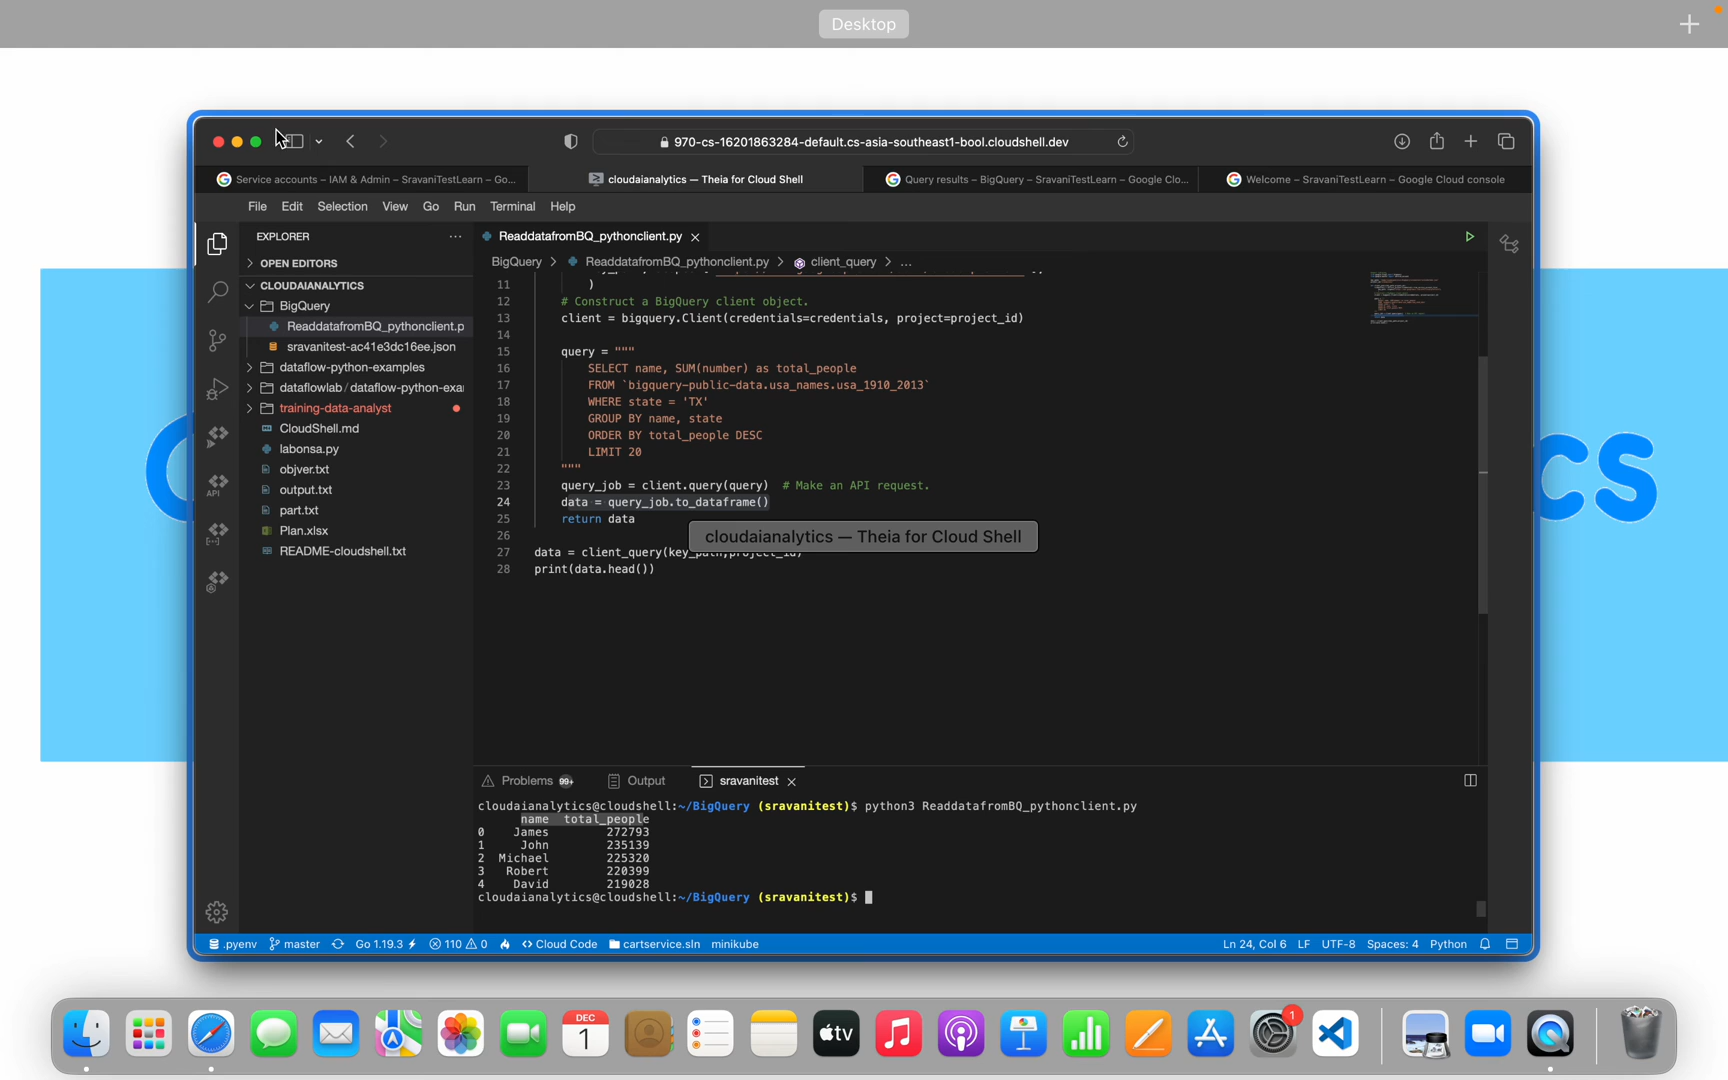 Desktop
970-cs-16201863284-default.cs-asia-southeast1-bool.cloudshell.dev
Service accounts – IAM & Admin – SravaniTestLearn – Go...
cloudaianalytics — Theia for Cloud Shell
Query results – BigQuery – SravaniTestLearn – Google Clo...
Welcome – SravaniTestLearn – Google Cloud console
File Edit Selection View Go Run Terminal Help
EXPLORER
ReaddatafromBQ_pythonclient.py
OPEN EDITORS
BigQuery > ReaddatafromBQ_pythonclient.py > client_query > ...
CLOUDAIANALYTICS
BigQuery
ReaddatafromBQ_pythonclient.p
sravanitest-ac41e3dc16ee.json
dataflow-python-examples
dataflowlab / dataflow-python-exa
training-data-analyst
CloudShell.md
labonsa.py
objver.txt
output.txt
part.txt
Plan.xlsx
README-cloudshell.txt
API
11 )
12 # Construct a BigQuery client object.
13 client = bigquery.Client(credentials=credentials, project=project_id)
14
15 query = """
16 SELECT name, SUM(number) as total_people
17 FROM `bigquery-public-data.usa_names.usa_1910_2013`
18 WHERE state = 'TX'
19 GROUP BY name, state
20 ORDER BY total_people DESC
21 LIMIT 20
22 """
23 query_job = client.query(query) # Make an API request.
24 data = query_job.to_dataframe()
25 return data
26
cloudaianalytics — Theia for Cloud Shell
27 data = client_query(key_path,project_id)
28 print(data.head())
Problems 99+ Output sravanitest
cloudaianalytics@cloudshell:~/BigQuery (sravanitest)$ python3 ReaddatafromBQ_pythonclient.py
name total_people
0 James 272793
1 John 235139
2 Michael 225320
3 Robert 220399
4 David 219028
cloudaianalytics@cloudshell:~/BigQuery (sravanitest)$
.pyenv master Go 1.19.3 110 0 Cloud Code cartservice.sln minikube Ln 24, Col 6 LF UTF-8 Spaces: 4 Python
cs
DEC
1
tv
1